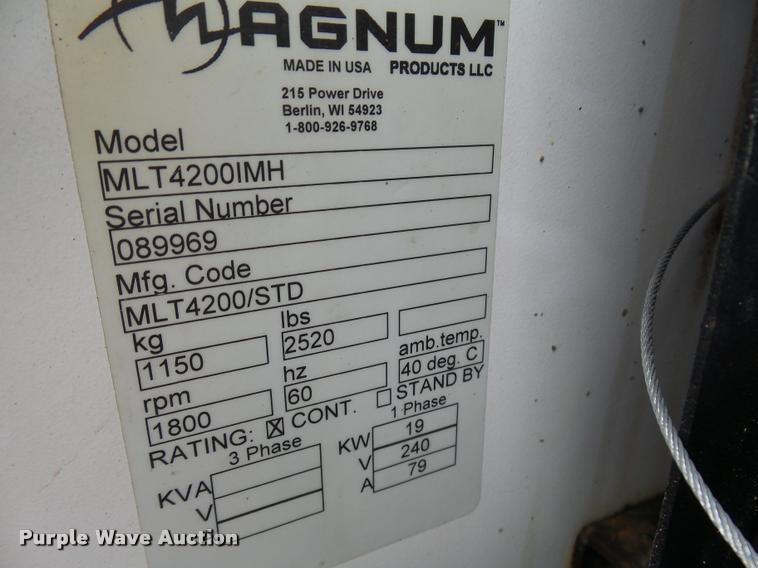 MAGNUM™
MADE IN USA PRODUCTS LLC
215 Power Drive
Berlin, WI 54923
1-800-926-9768
Model
MLT4200IMH
Serial Number
089969
Mfg. Code
MLT4200/STD
kg lbs
1150 2520
rpm hz amb.temp.
1800 60 40 deg. C
RATING: X CONT. STAND BY
3 Phase 1 Phase
KVA KW 19
V V 240
A 79
Purple Wave Auction®